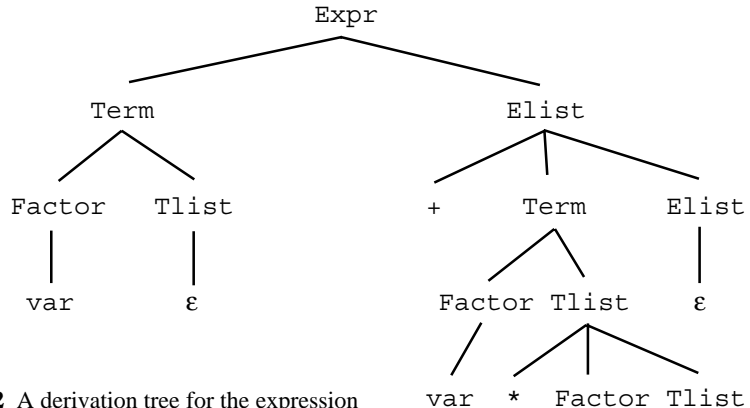 Expr
Term Elist
Factor Tlist + Term Elist
var ε Factor Tlist ε
2 A derivation tree for the expression var * Factor Tlist